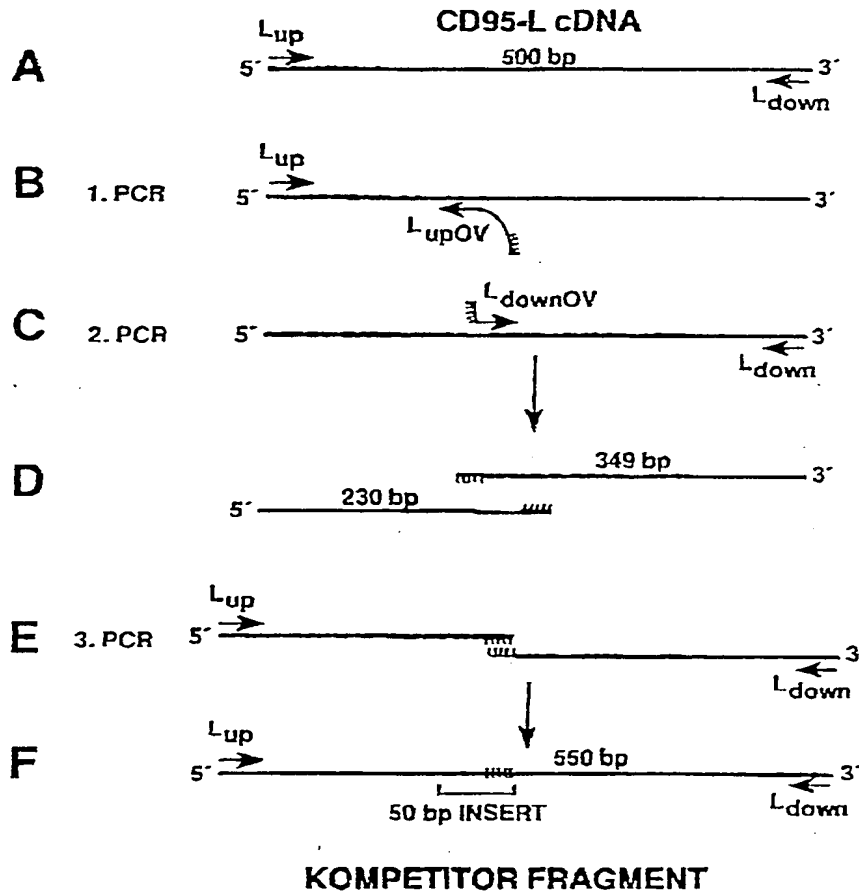 CD95-L cDNA
A
Lup
5´
500 bp
3´
Ldown
B
1. PCR
Lup
5´
3´
LupOV
C
2. PCR
LdownOV
5´
3´
Ldown
D
349 bp
3´
230 bp
5´
E
3. PCR
Lup
5´
3
Ldown
F
Lup
5´
550 bp
3´
Ldown
50 bp INSERT
KOMPETITOR FRAGMENT